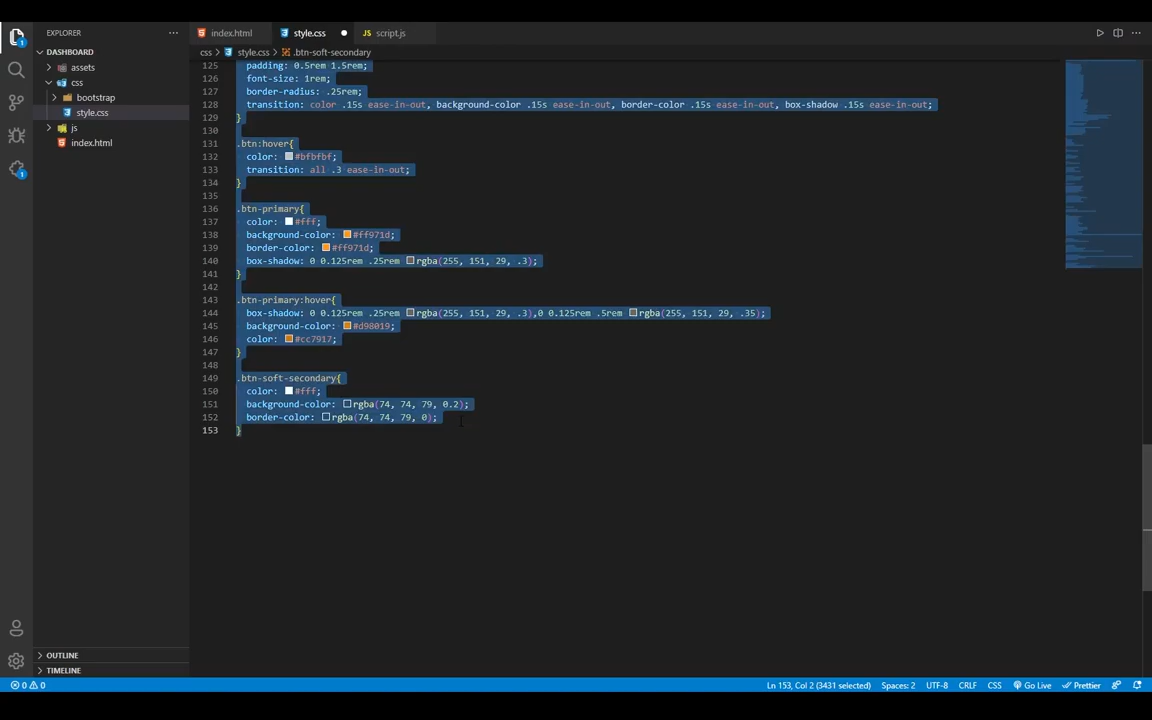 EXPLORER
index.html
style.css
script.js
DASHBOARD
assets
css
bootstrap
style.css
js
index.html
css > style.css > .btn-soft-secondary
125 padding: 0.5rem 1.5rem;
126 font-size: 1rem;
127 border-radius: .25rem;
128 transition: color .15s ease-in-out, background-color .15s ease-in-out, border-color .15s ease-in-out, box-shadow .15s ease-in-out;
129 }
130
131 .btn:hover{
132 color: #bfbfbf;
133 transition: all .3 ease-in-out;
134 }
135
136 .btn-primary{
137 color: #fff;
138 background-color: #ff971d;
139 border-color: #ff971d;
140 box-shadow: 0 0.125rem .25rem rgba(255, 151, 29, .3);
141 }
142
143 .btn-primary:hover{
144 box-shadow: 0 0.125rem .25rem rgba(255, 151, 29, .3),0 0.125rem .5rem rgba(255, 151, 29, .35);
145 background-color: #d98019;
146 color: #cc7917;
147 }
148
149 .btn-soft-secondary{
150 color: #fff;
151 background-color: rgba(74, 74, 79, 0.2);
152 border-color: rgba(74, 74, 79, 0);
153 }
OUTLINE
TIMELINE
0 0 Ln 153, Col 2 (3431 selected) Spaces: 2 UTF-8 CRLF CSS Go Live Prettier